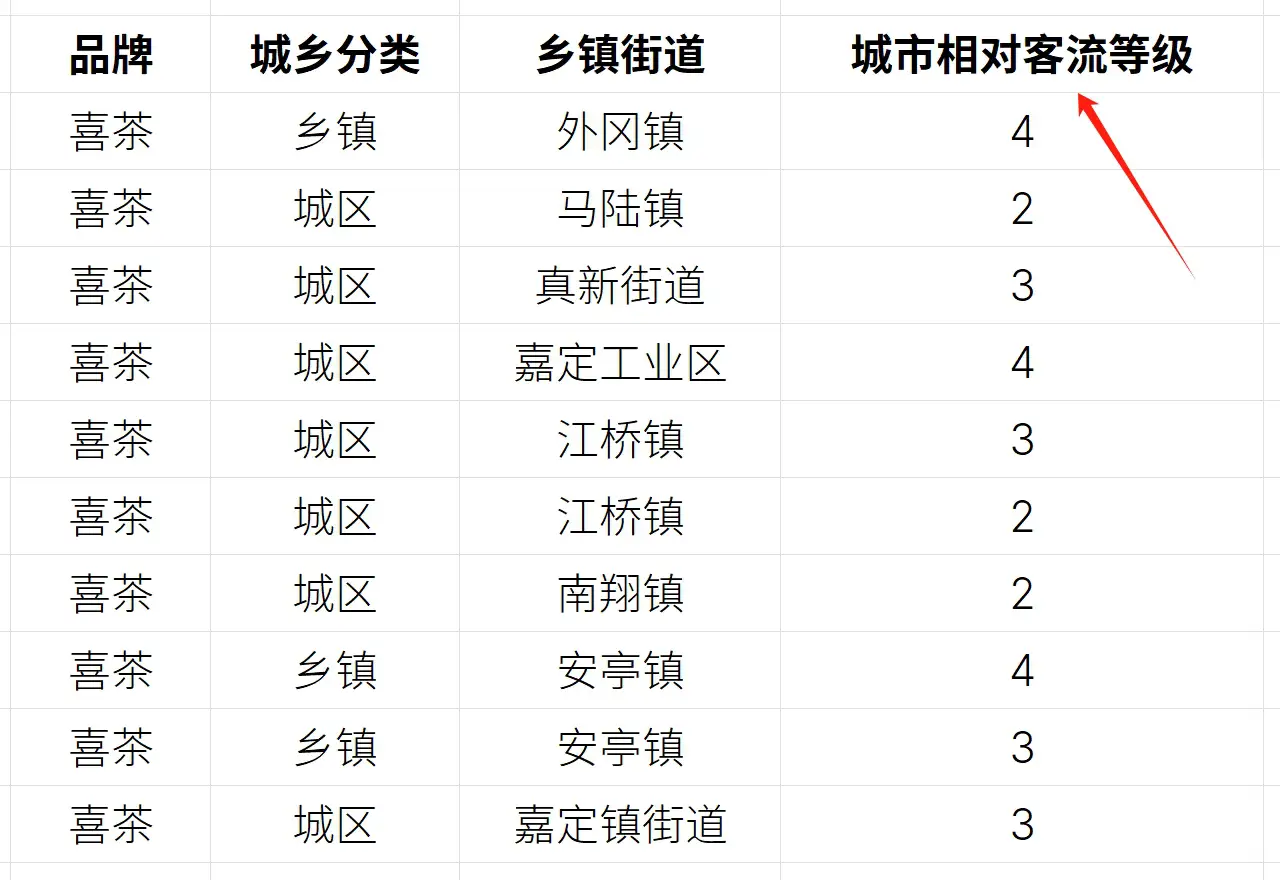 品牌 城乡分类 乡镇街道 城市相对客流等级
喜茶 乡镇 外冈镇 4
喜茶 城区 马陆镇 2
喜茶 城区 真新街道 3
喜茶 城区 嘉定工业区 4
喜茶 城区 江桥镇 3
喜茶 城区 江桥镇 2
喜茶 城区 南翔镇 2
喜茶 乡镇 安亭镇 4
喜茶 乡镇 安亭镇 3
喜茶 城区 嘉定镇街道 3